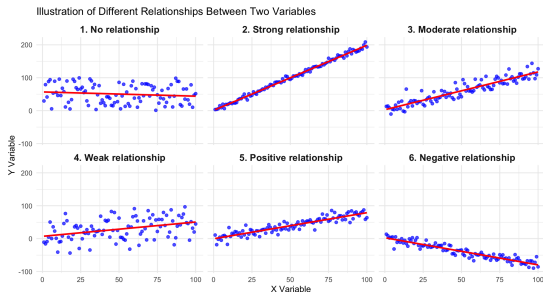 Illustration of Different Relationships Between Two Variables
1. No relationship
2. Strong relationship
3. Moderate relationship
200
100
0
-100
4. Weak relationship
5. Positive relationship
6. Negative relationship
200
100
0
-100
Y Variable
0 25 50 75 100
0 25 50 75 100
0 25 50 75 100
X Variable